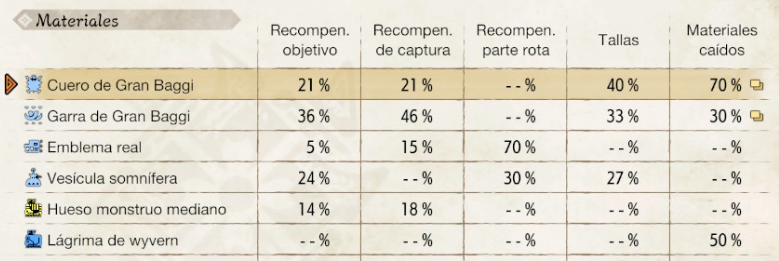 Materiales
Recompen. objetivo Recompen. de captura Recompen. parte rota Tallas Materiales caídos
Cuero de Gran Baggi 21 % 21 % - - % 40 % 70 %
Garra de Gran Baggi 36 % 46 % - - % 33 % 30 %
Emblema real 5 % 15 % 70 % - - % - - %
Vesícula somnífera 24 % - - % 30 % 27 % - - %
Hueso monstruo mediano 14 % 18 % - - % - - % - - %
Lágrima de wyvern - - % - - % - - % - - % 50 %